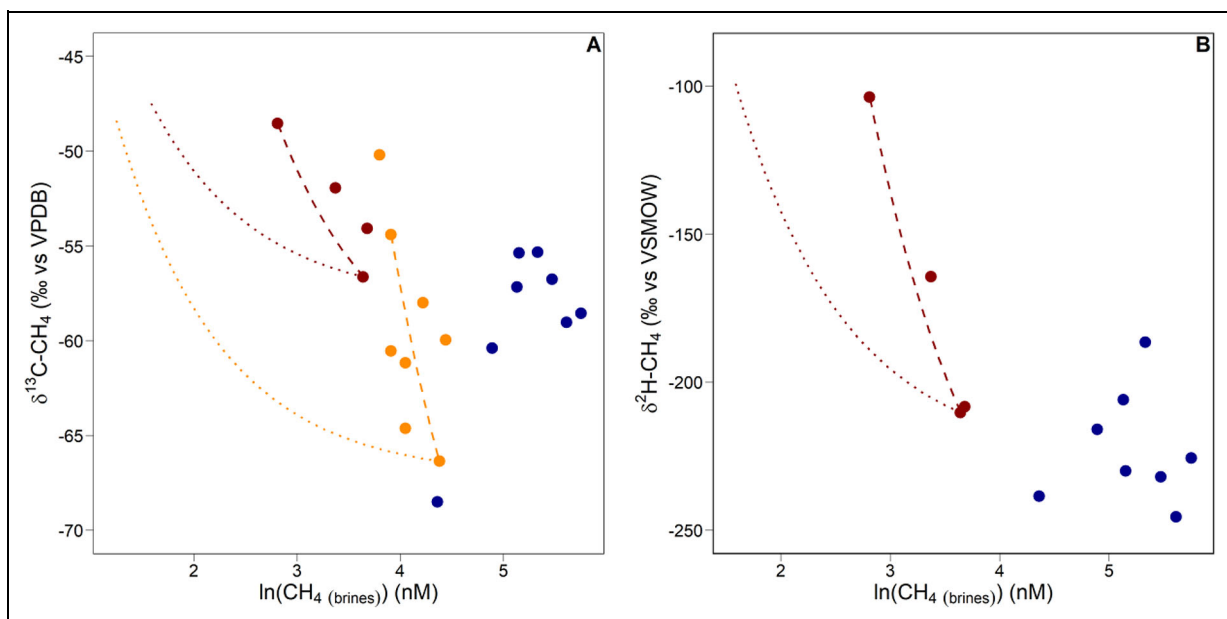 A
-45
-50
-55
-60
-65
-70
δ¹³C-CH₄ (‰ vs VPDB)
2 3 4 5
ln(CH₄ (brines)) (nM)
B
-100
-150
-200
-250
δ²H-CH₄ (‰ vs VSMOW)
2 3 4 5
ln(CH₄ (brines)) (nM)